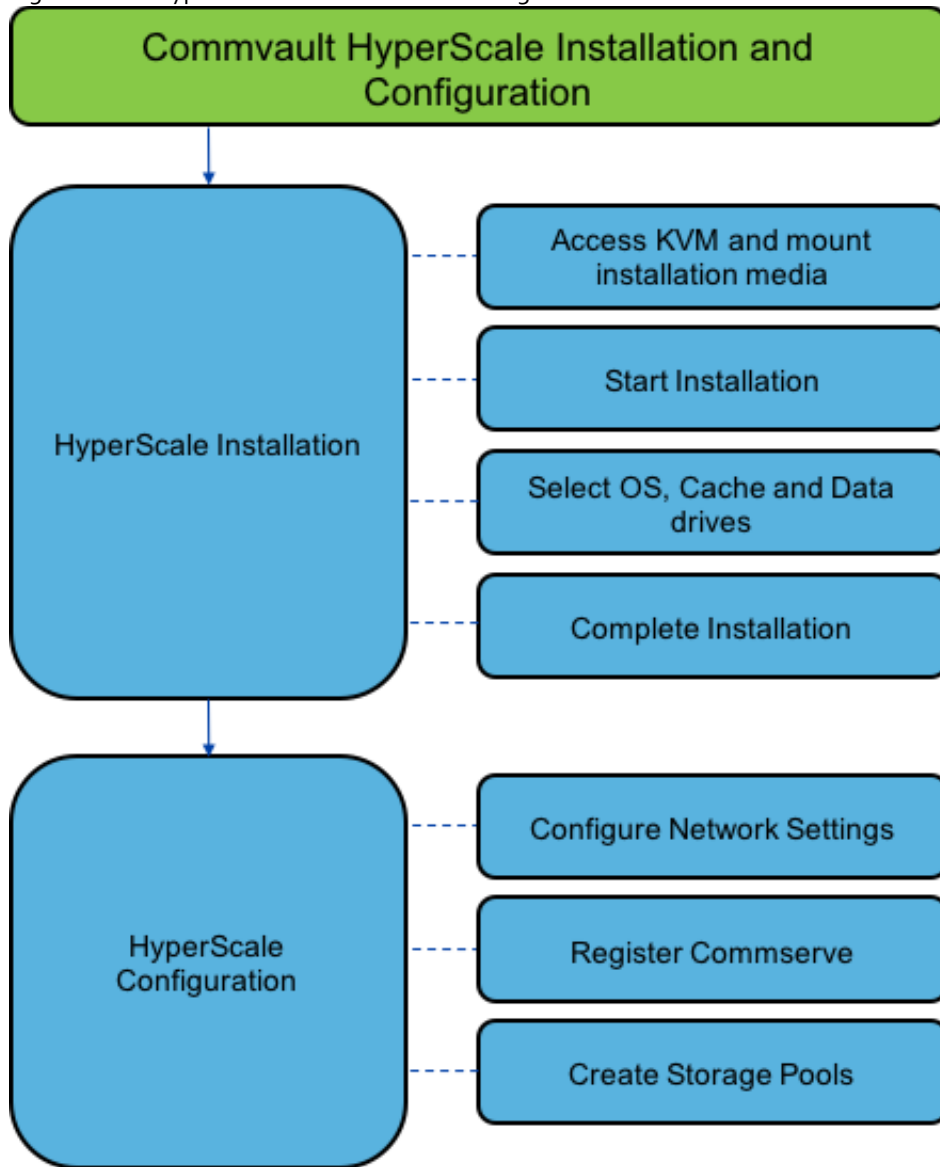 Commvault HyperScale Installation and
Configuration
HyperScale Installation
Access KVM and mount
installation media
Start Installation
Select OS, Cache and Data
drives
Complete Installation
HyperScale
Configuration
Configure Network Settings
Register Commserve
Create Storage Pools